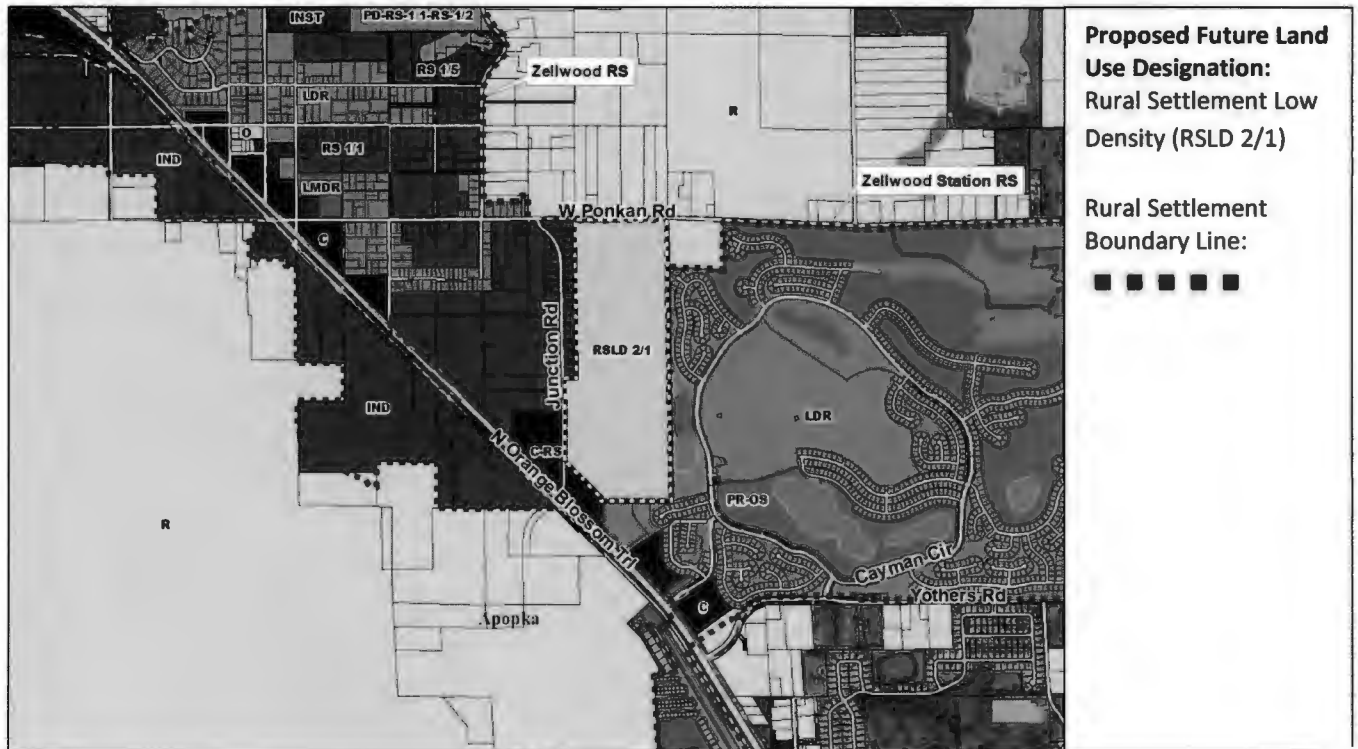 INST
PD-RS-1/1-RS-1/2
RS 1/5
Zellwood RS
LDR
R
O
RS 1/1
IND
LMDR
Zellwood Station RS
W Ponkan Rd
C
Junction Rd
RSLD 2/1
IND
LDR
C-RS
N Orange Blossom Trl
PR-OS
R
Cayman Cir
Yothers Rd
C
Apopka
Proposed Future Land
Use Designation:
Rural Settlement Low
Density (RSLD 2/1)
Rural Settlement
Boundary Line: